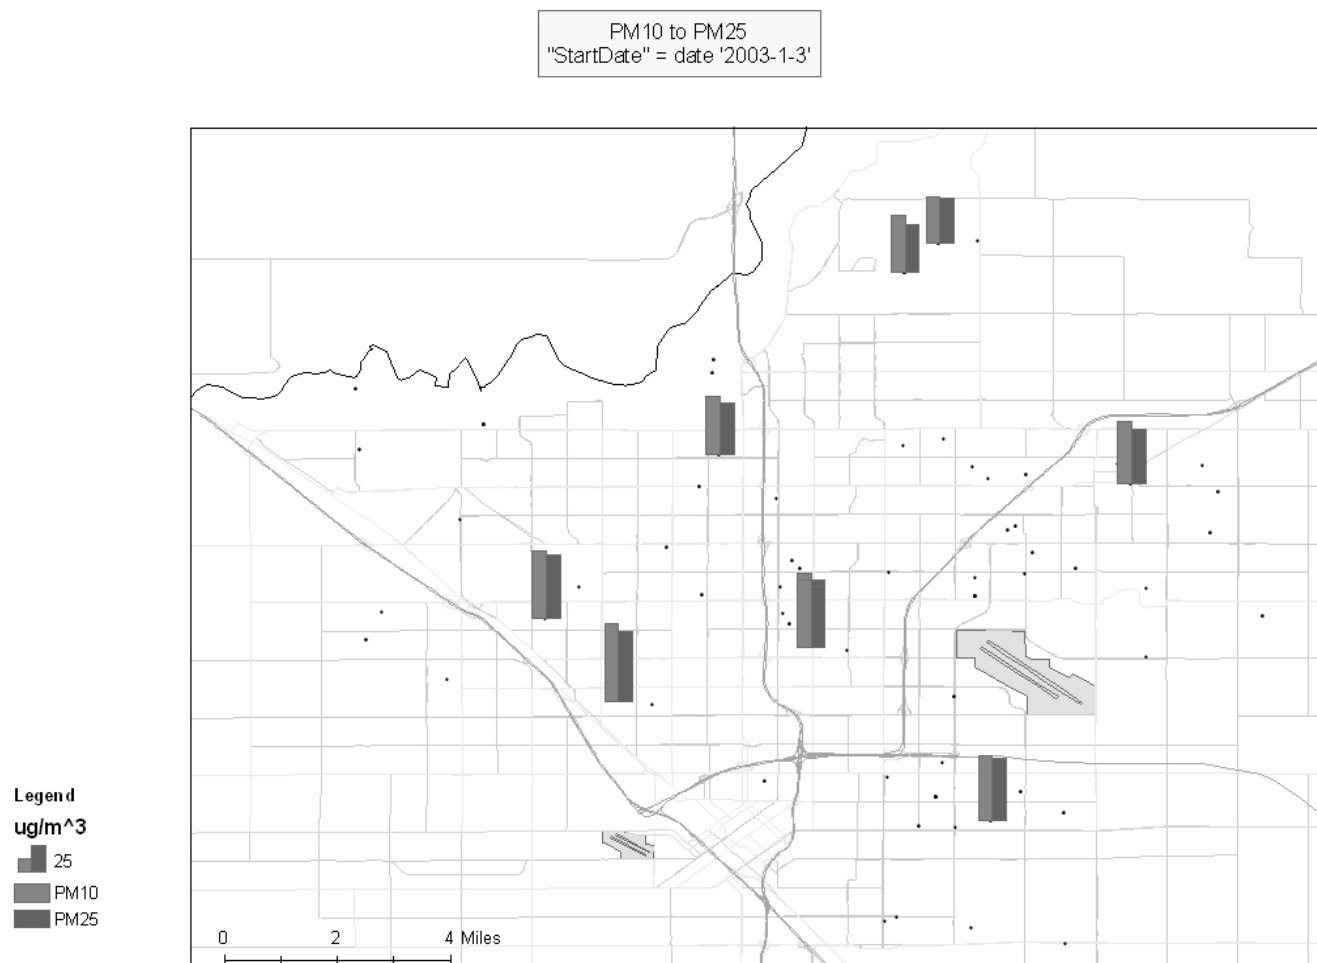 PM10 to PM25
"StartDate" = date '2003-1-3'
Legend
ug/m^3
25
PM10
PM25
0 2 4 Miles